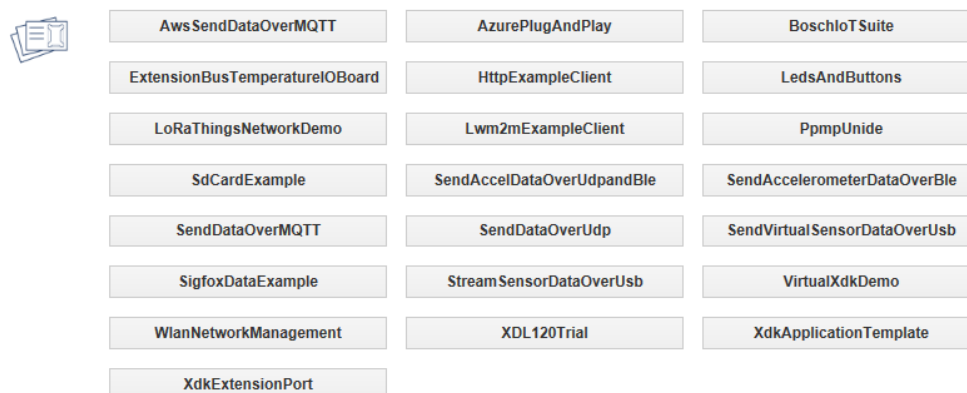 AwsSendDataOverMQTT AzurePlugAndPlay BoschIoTSuite
ExtensionBusTemperatureIOBoard HttpExampleClient LedsAndButtons
LoRaThingsNetworkDemo Lwm2mExampleClient PpmpUnide
SdCardExample SendAccelDataOverUdpandBle SendAccelerometerDataOverBle
SendDataOverMQTT SendDataOverUdp SendVirtualSensorDataOverUsb
SigfoxDataExample StreamSensorDataOverUsb VirtualXdkDemo
WlanNetworkManagement XDL120Trial XdkApplicationTemplate
XdkExtensionPort